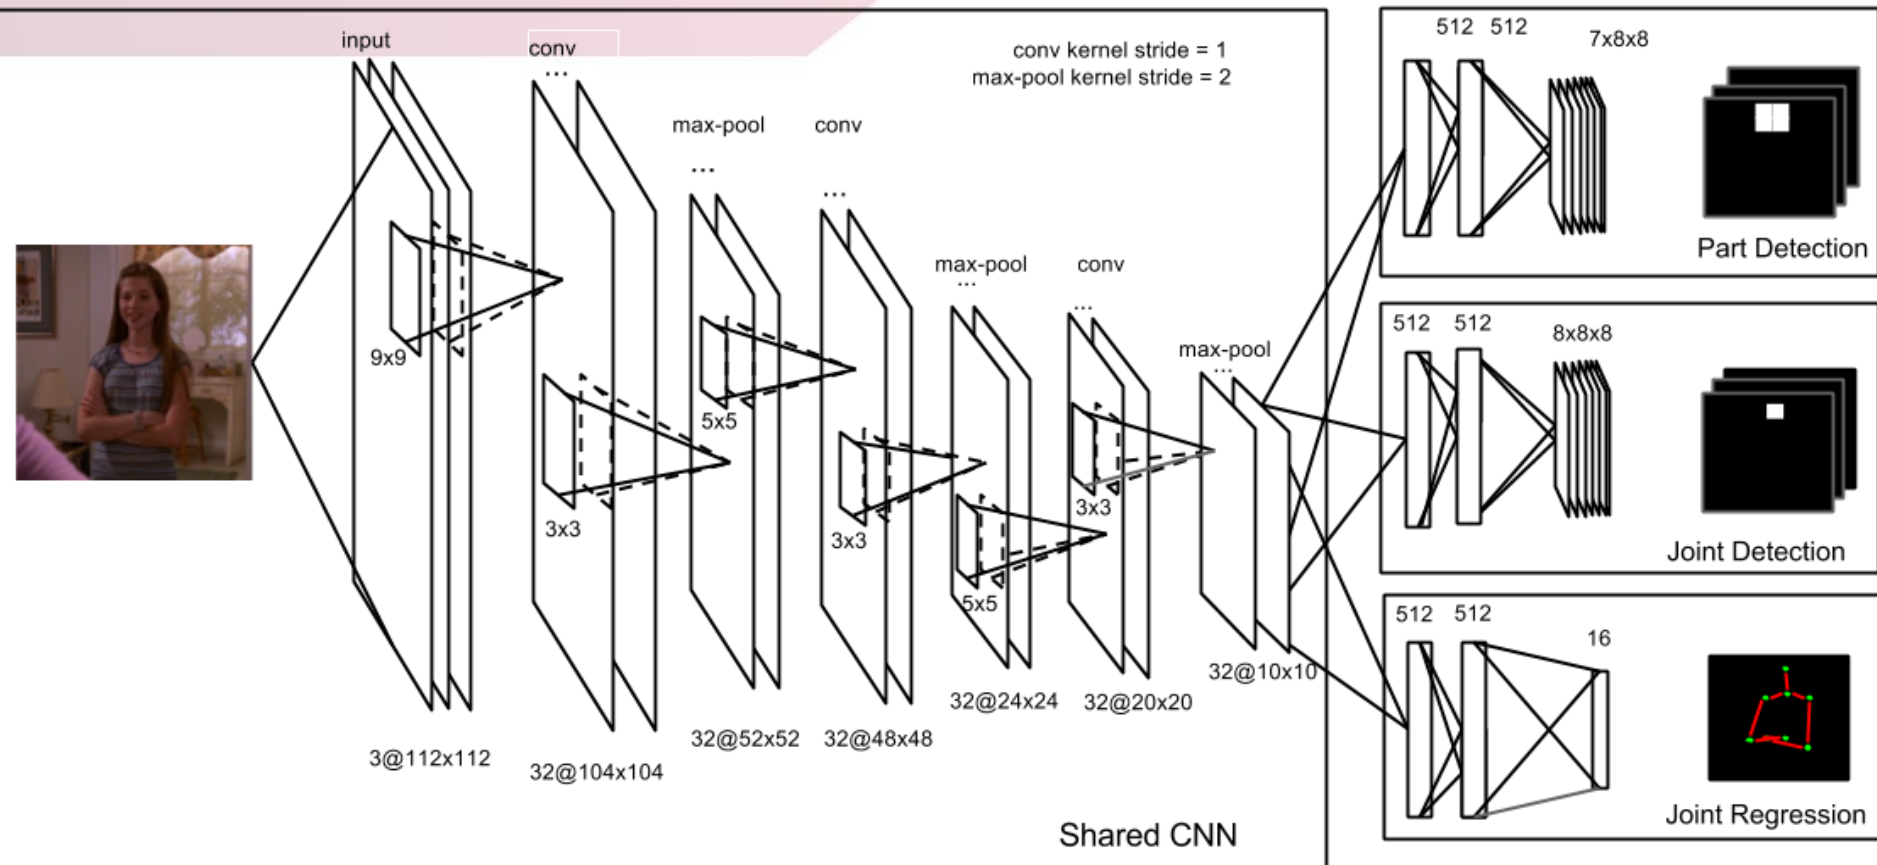 input
conv
...
conv kernel stride = 1
max-pool kernel stride = 2
max-pool
...
conv
...
max-pool
...
conv
...
max-pool
...
9x9
3x3
5x5
3x3
5x5
3x3
3@112x112
32@104x104
32@52x52
32@48x48
32@24x24
32@20x20
32@10x10
Shared CNN
512 512
7x8x8
Part Detection
512 512
8x8x8
Joint Detection
512 512
16
Joint Regression